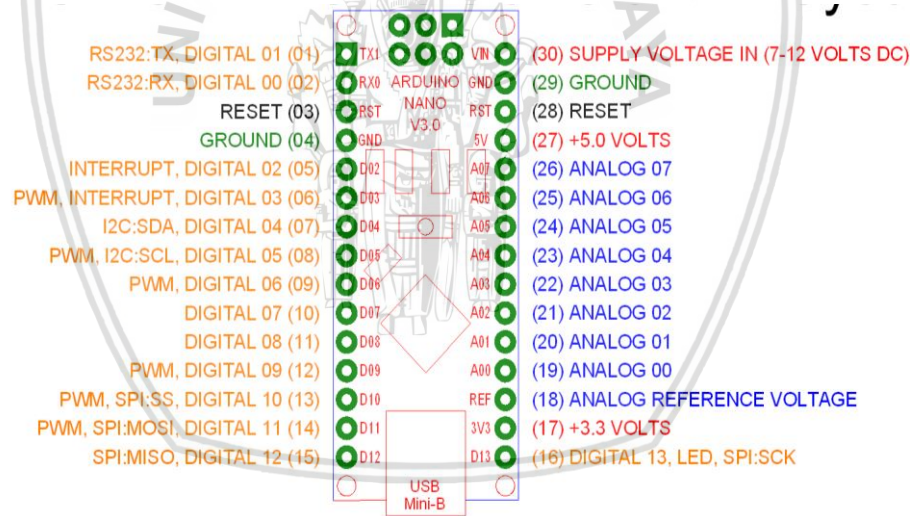 RS232:TX, DIGITAL 01 (01) TX1 VIN (30) SUPPLY VOLTAGE IN (7-12 VOLTS DC)
RS232:RX, DIGITAL 00 (02) RX0 ARDUINO GND (29) GROUND
RESET (03) RST NANO RST (28) RESET
V3.0
GROUND (04) GND 5V (27) +5.0 VOLTS
INTERRUPT, DIGITAL 02 (05) D02 A07 (26) ANALOG 07
PWM, INTERRUPT, DIGITAL 03 (06) D03 A06 (25) ANALOG 06
I2C:SDA, DIGITAL 04 (07) D04 A05 (24) ANALOG 05
PWM, I2C:SCL, DIGITAL 05 (08) D05 A04 (23) ANALOG 04
PWM, DIGITAL 06 (09) D06 A03 (22) ANALOG 03
DIGITAL 07 (10) D07 A02 (21) ANALOG 02
DIGITAL 08 (11) D08 A01 (20) ANALOG 01
PWM, DIGITAL 09 (12) D09 A00 (19) ANALOG 00
PWM, SPI:SS, DIGITAL 10 (13) D10 REF (18) ANALOG REFERENCE VOLTAGE
PWM, SPI:MOSI, DIGITAL 11 (14) D11 3V3 (17) +3.3 VOLTS
SPI:MISO, DIGITAL 12 (15) D12 D13 (16) DIGITAL 13, LED, SPI:SCK
USB
Mini-B